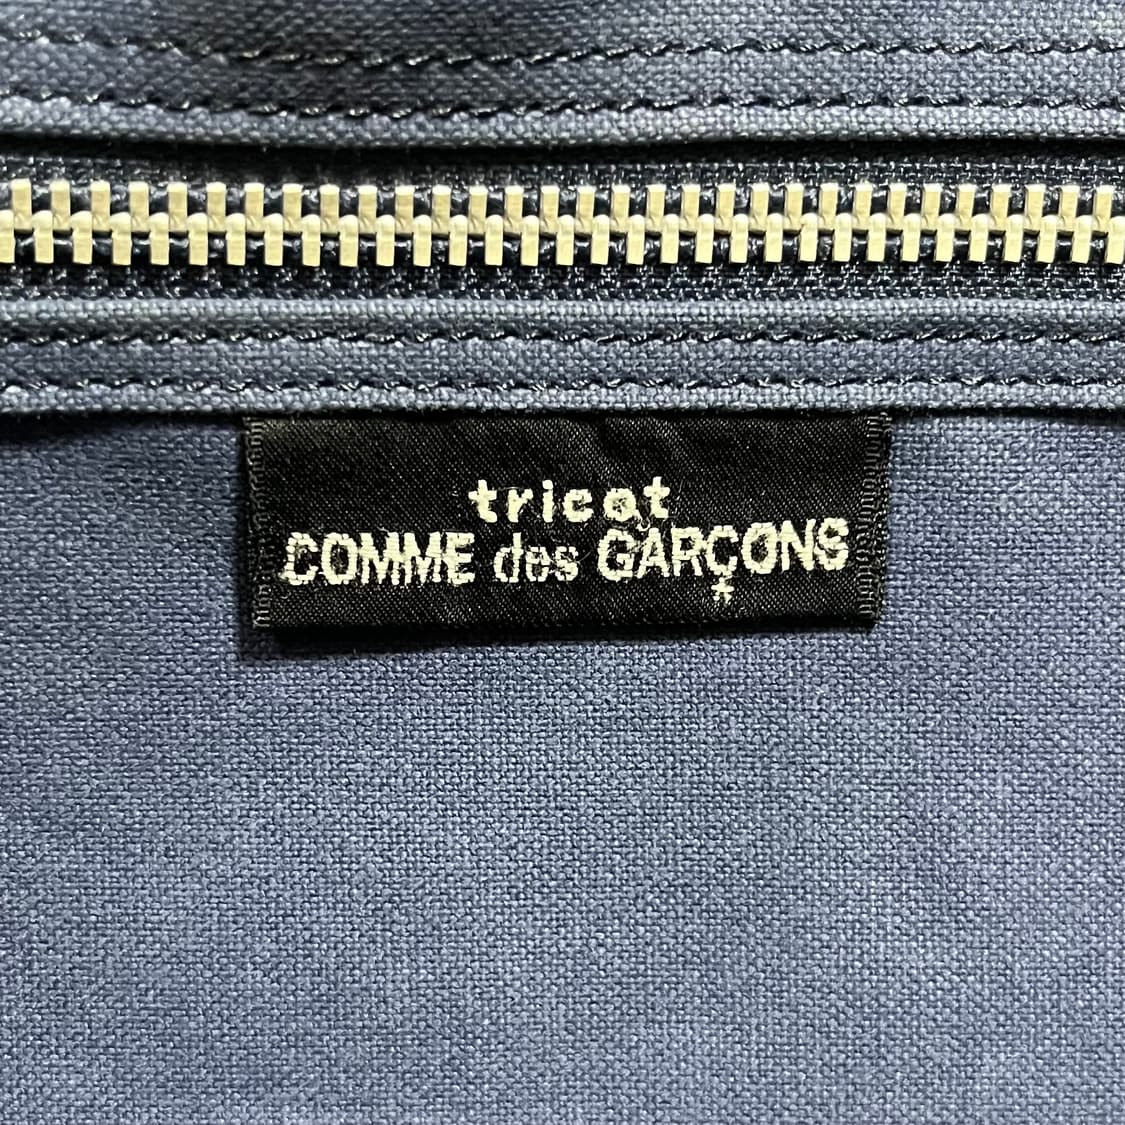 tricot
COMME des GARÇONS
*